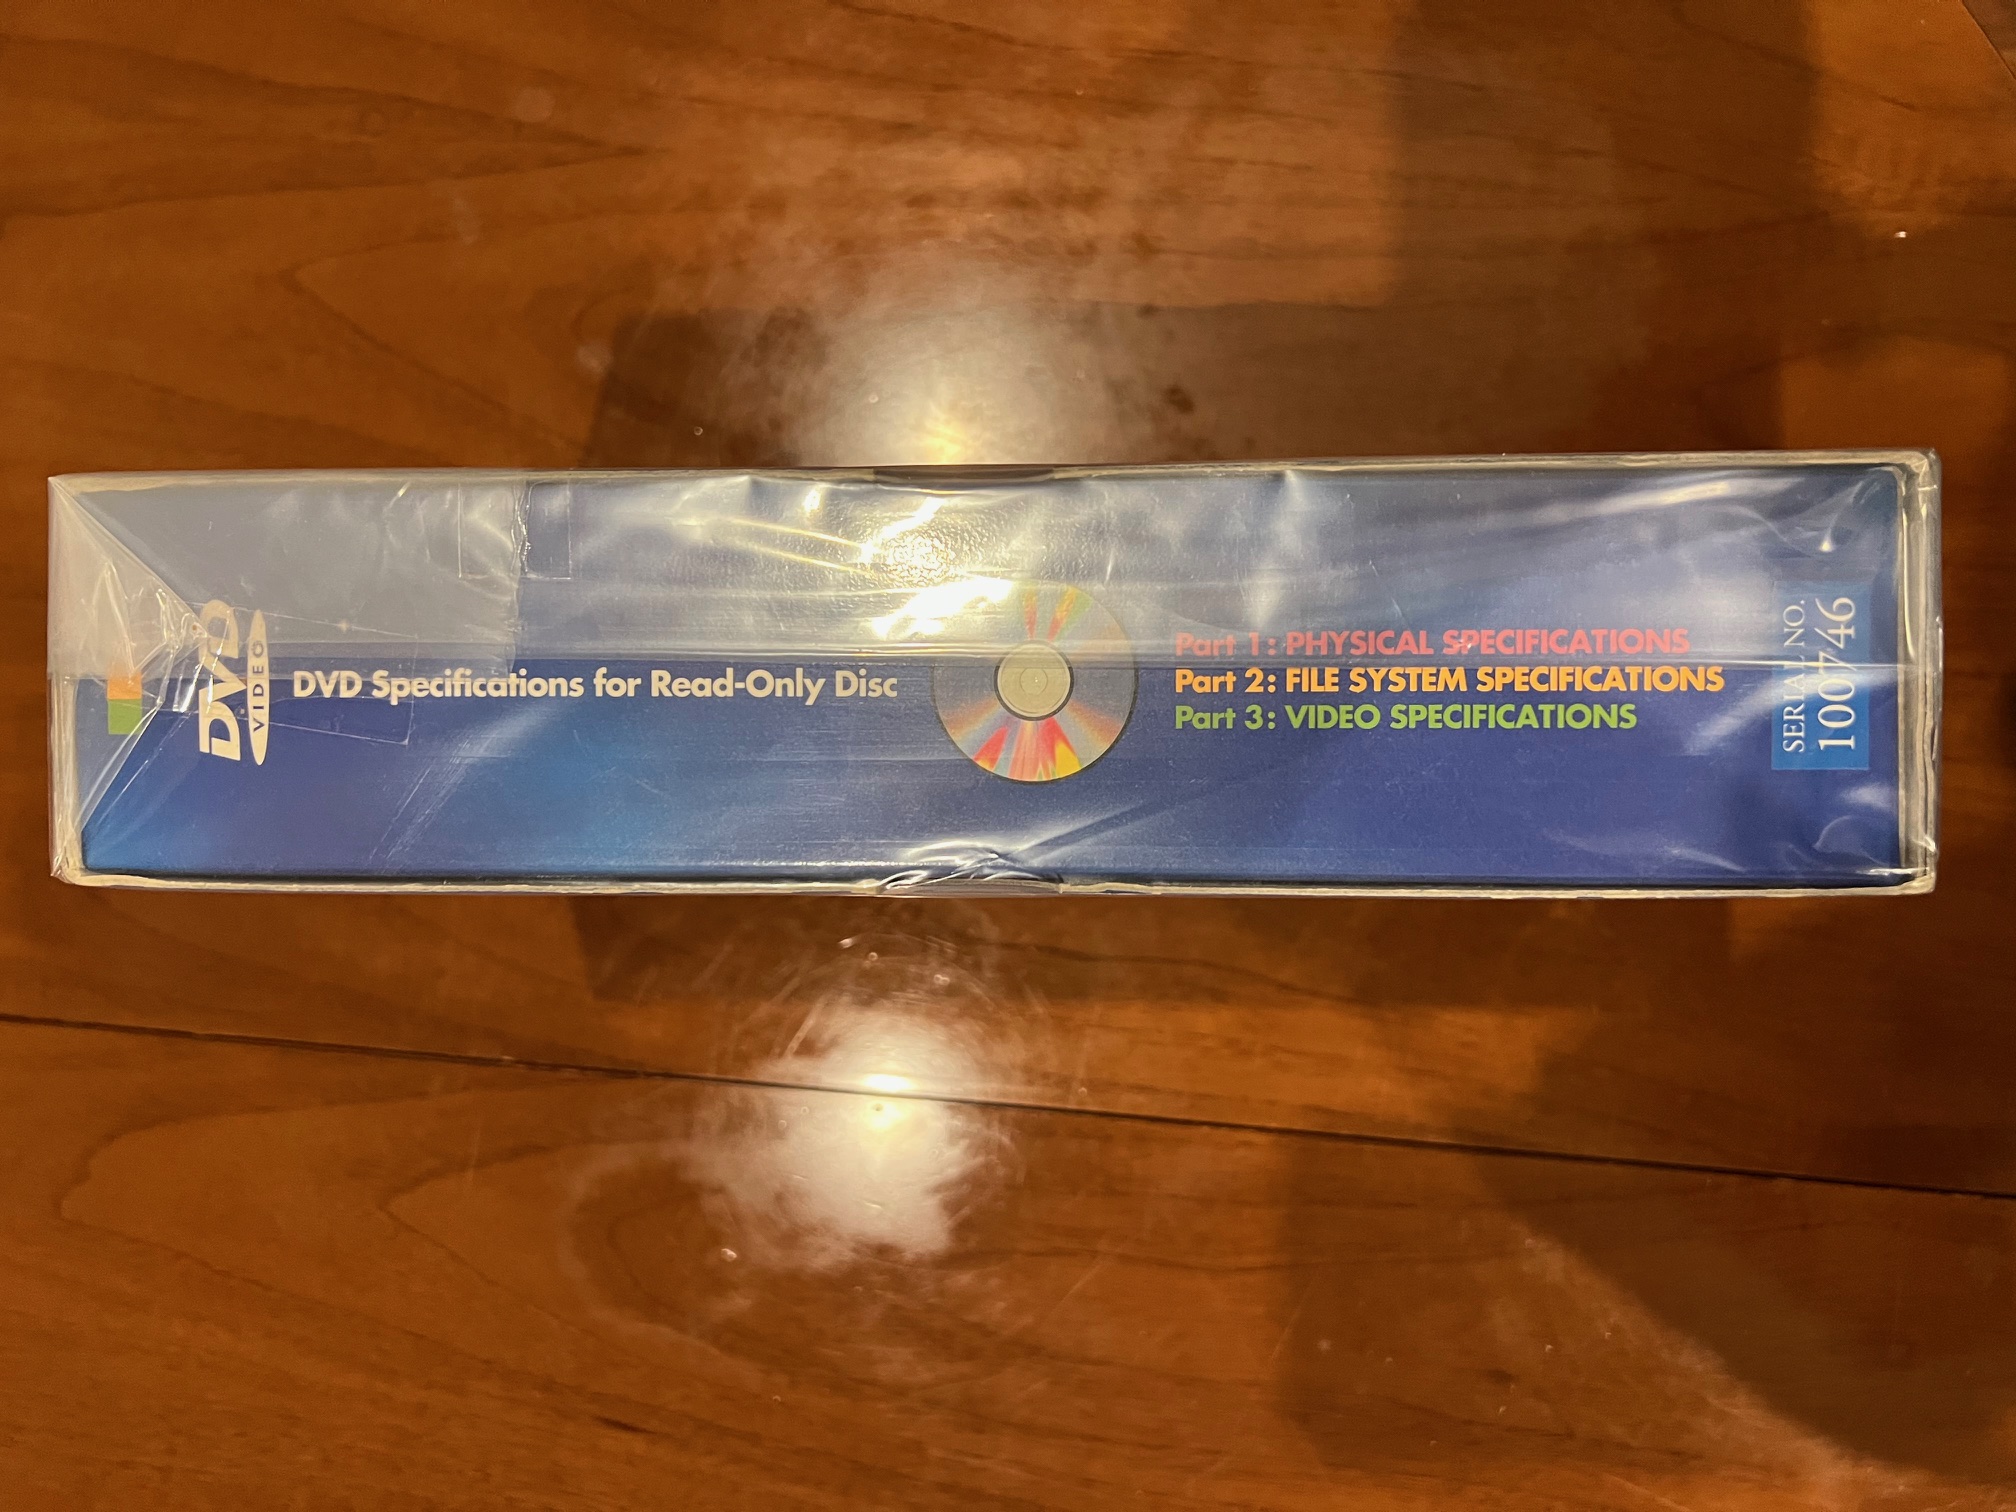 DVD
VIDEO
DVD Specifications for Read-Only Disc
Part 1: PHYSICAL SPECIFICATIONS
Part 2: FILE SYSTEM SPECIFICATIONS
Part 3: VIDEO SPECIFICATIONS
SERIAL NO.